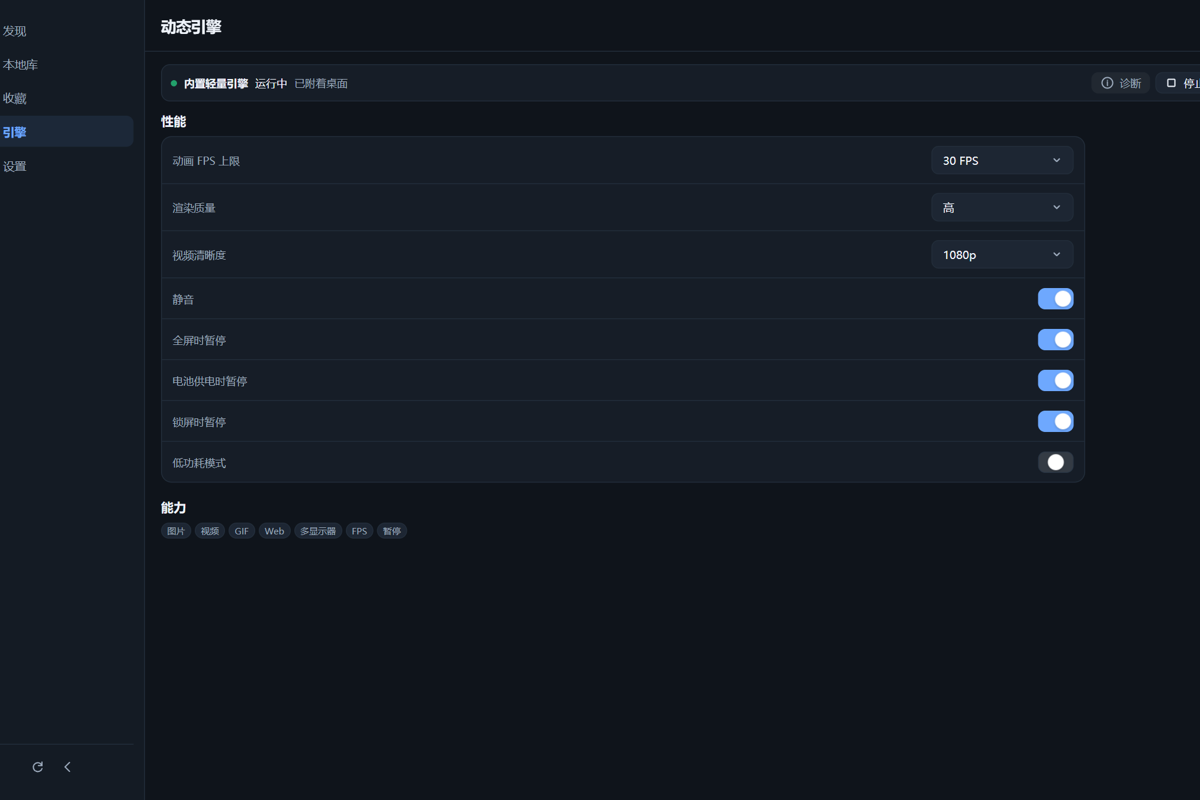 发现
本地库
收藏
引擎
设置
动态引擎
内置轻量引擎 运行中 已附着桌面
诊断
停止
性能
动画 FPS 上限
30 FPS
渲染质量
高
视频清晰度
1080p
静音
全屏时暂停
电池供电时暂停
锁屏时暂停
低功耗模式
能力
图片 视频 GIF Web 多显示器 FPS 暂停